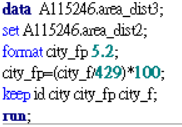 data A115246.area_dist3;
set A115246.area_dist2;
format city_fp 5.2;
city_fp=(city_f/429)*100;
keep id city city_fp city_f;
run;